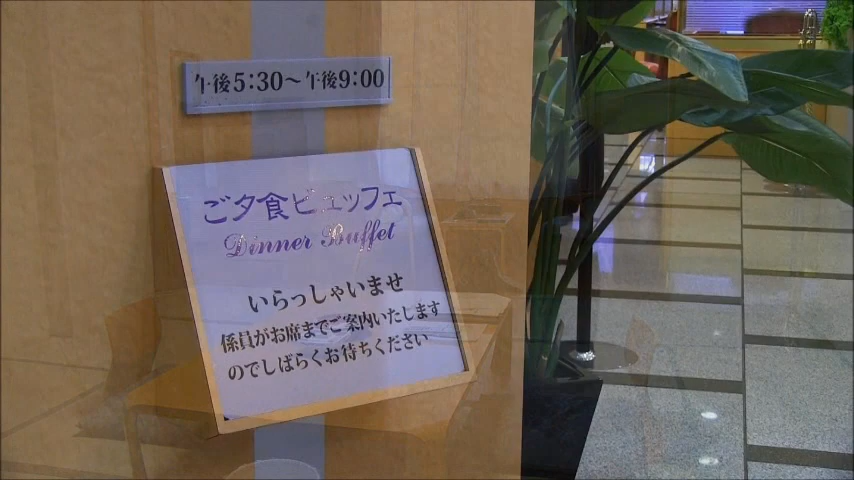 午後5:30～午後9:00
ご夕食ビュッフェ
Dinner Buffet
いらっしゃいませ
係員がお席までご案内いたします
のでしばらくお待ちください